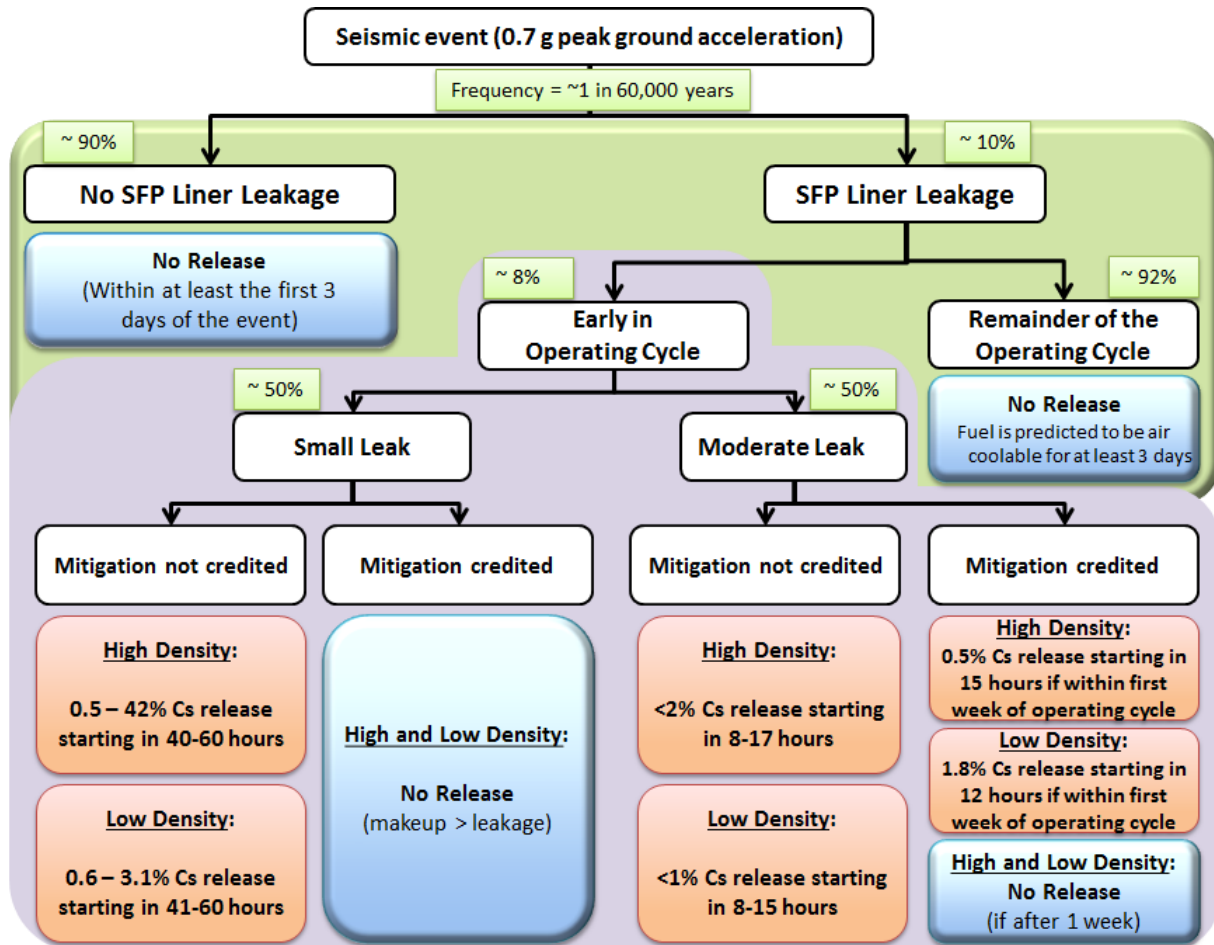 Seismic event (0.7 g peak ground acceleration)
Frequency = ~1 in 60,000 years
~ 90%
~ 10%
No SFP Liner Leakage
SFP Liner Leakage
No Release
(Within at least the first 3
days of the event)
~ 8%
~ 92%
Early in
Operating Cycle
Remainder of the
Operating Cycle
No Release
Fuel is predicted to be air
coolable for at least 3 days
~ 50%
~ 50%
Small Leak
Moderate Leak
Mitigation not credited
Mitigation credited
Mitigation not credited
Mitigation credited
High Density:
0.5 – 42% Cs release
starting in 40-60 hours
Low Density:
0.6 – 3.1% Cs release
starting in 41-60 hours
High and Low Density:
No Release
(makeup > leakage)
High Density:
<2% Cs release starting
in 8-17 hours
Low Density:
<1% Cs release starting
in 8-15 hours
High Density:
0.5% Cs release starting in
15 hours if within first
week of operating cycle
Low Density:
1.8% Cs release starting in
12 hours if within first
week of operating cycle
High and Low Density:
No Release
(if after 1 week)